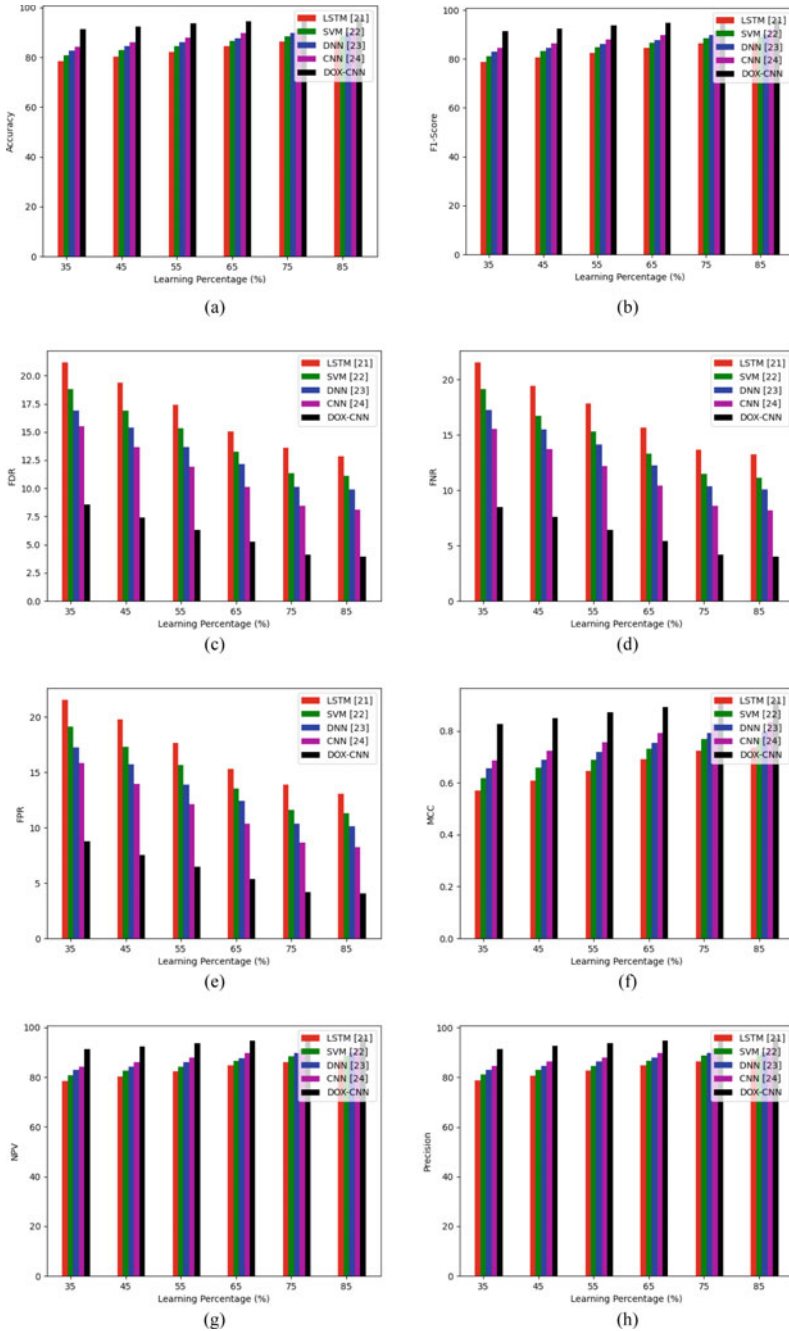 100
80
60
40
20
0
Accuracy
35 45 55 65 75 85
Learning Percentage (%)
LSTM [21]
SVM [22]
DNN [23]
CNN [24]
DOX-CNN
(a)
100
80
60
40
20
0
F1-Score
35 45 55 65 75 85
Learning Percentage (%)
LSTM [21]
SVM [22]
DNN [23]
CNN [24]
DOX-CNN
(b)
20.0
17.5
15.0
12.5
10.0
7.5
5.0
2.5
0.0
FDR
35 45 55 65 75 85
Learning Percentage (%)
LSTM [21]
SVM [22]
DNN [23]
CNN [24]
DOX-CNN
(c)
20
15
10
5
0
FNR
35 45 55 65 75 85
Learning Percentage (%)
LSTM [21]
SVM [22]
DNN [23]
CNN [24]
DOX-CNN
(d)
20
15
10
5
0
FPR
35 45 55 65 75 85
Learning Percentage (%)
LSTM [21]
SVM [22]
DNN [23]
CNN [24]
DOX-CNN
(e)
0.8
0.6
0.4
0.2
0.0
MCC
35 45 55 65 75 85
Learning Percentage (%)
LSTM [21]
SVM [22]
DNN [23]
CNN [24]
DOX-CNN
(f)
100
80
60
40
20
0
NPV
35 45 55 65 75 85
Learning Percentage (%)
LSTM [21]
SVM [22]
DNN [23]
CNN [24]
DOX-CNN
(g)
100
80
60
40
20
0
Precision
35 45 55 65 75 85
Learning Percentage (%)
LSTM [21]
SVM [22]
DNN [23]
CNN [24]
DOX-CNN
(h)